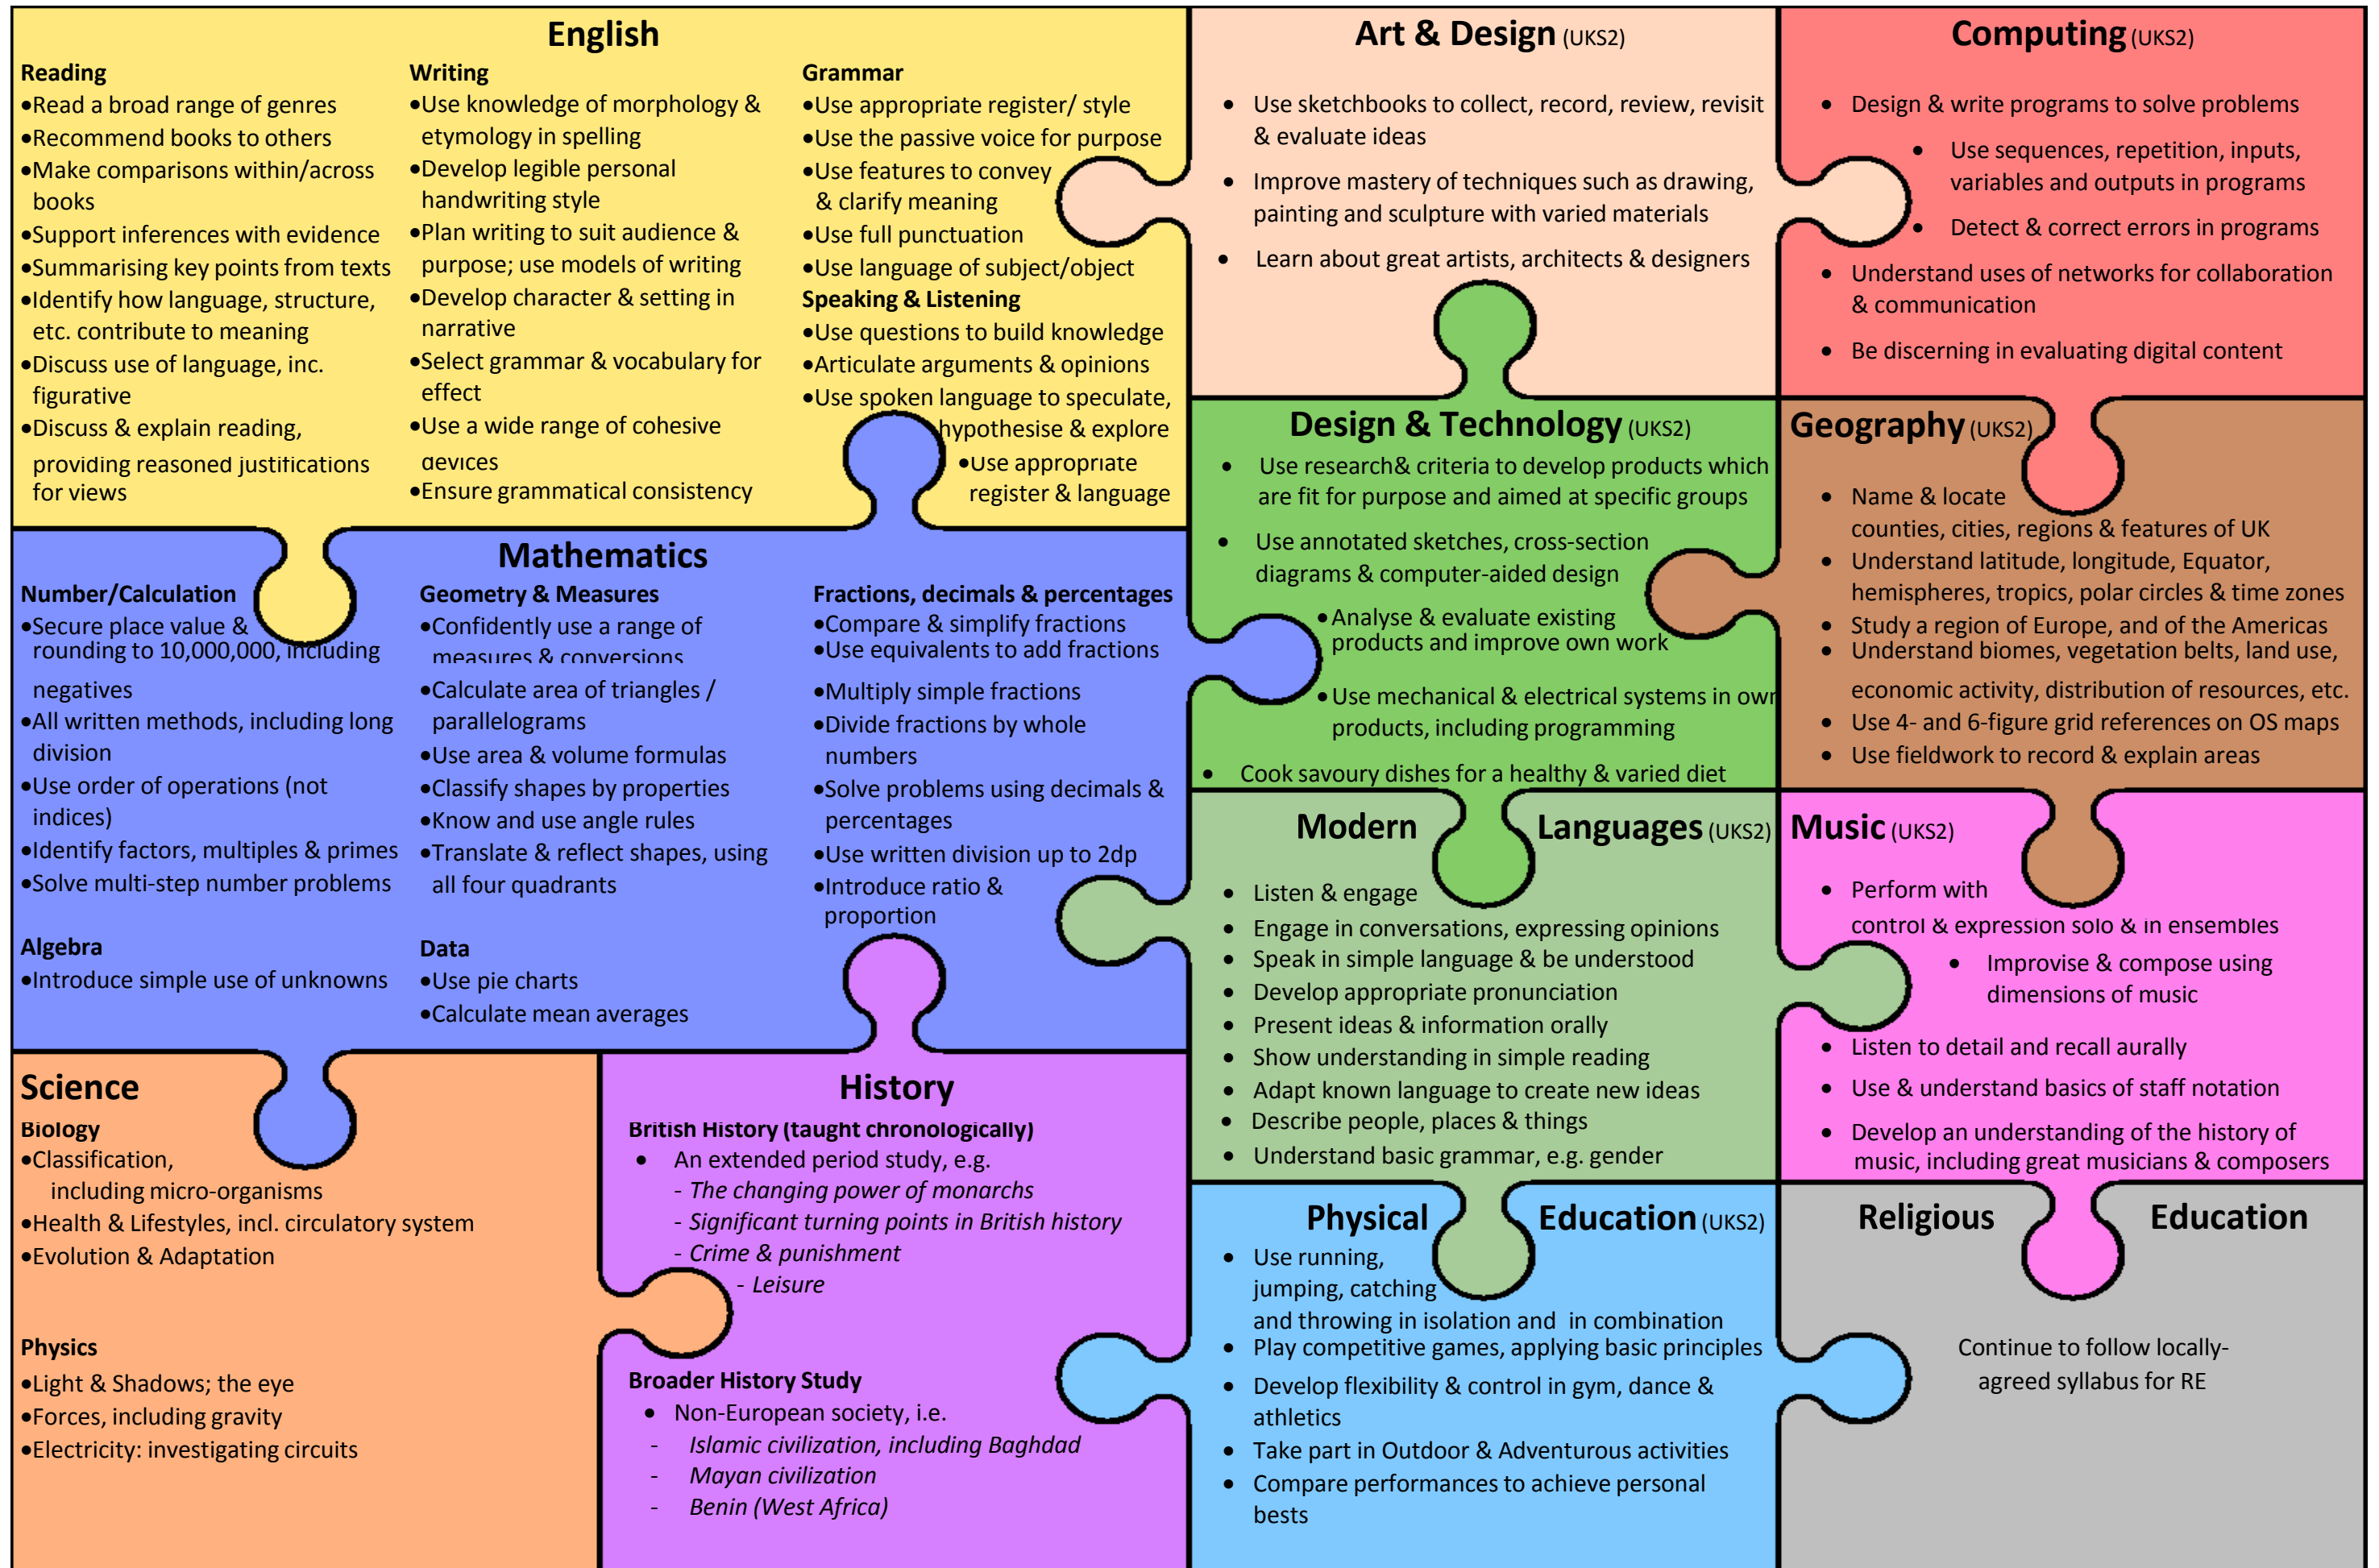 English
Reading
•Read a broad range of genres
•Recommend books to others
•Make comparisons within/across
books
•Support inferences with evidence
•Summarising key points from texts
•Identify how language, structure,
etc. contribute to meaning
•Discuss use of language, inc.
figurative
•Discuss & explain reading,
providing reasoned justifications
for views
Writing
•Use knowledge of morphology &
etymology in spelling
•Develop legible personal
handwriting style
•Plan writing to suit audience &
purpose; use models of writing
•Develop character & setting in
narrative
•Select grammar & vocabulary for
effect
•Use a wide range of cohesive
devices
•Ensure grammatical consistency
Grammar
•Use appropriate register/ style
•Use the passive voice for purpose
•Use features to convey
& clarify meaning
•Use full punctuation
•Use language of subject/object
Speaking & Listening
•Use questions to build knowledge
•Articulate arguments & opinions
•Use spoken language to speculate,
hypothesise & explore
•Use appropriate
register & language
Art & Design (UKS2)
• Use sketchbooks to collect, record, review, revisit
& evaluate ideas
• Improve mastery of techniques such as drawing,
painting and sculpture with varied materials
• Learn about great artists, architects & designers
Computing (UKS2)
• Design & write programs to solve problems
• Use sequences, repetition, inputs,
variables and outputs in programs
• Detect & correct errors in programs
• Understand uses of networks for collaboration
& communication
• Be discerning in evaluating digital content
Design & Technology (UKS2)
• Use research& criteria to develop products which
are fit for purpose and aimed at specific groups
• Use annotated sketches, cross-section
diagrams & computer-aided design
•Analyse & evaluate existing
products and improve own work
•Use mechanical & electrical systems in own
products, including programming
• Cook savoury dishes for a healthy & varied diet
Geography (UKS2)
• Name & locate
counties, cities, regions & features of UK
• Understand latitude, longitude, Equator,
hemispheres, tropics, polar circles & time zones
• Study a region of Europe, and of the Americas
• Understand biomes, vegetation belts, land use,
economic activity, distribution of resources, etc.
• Use 4- and 6-figure grid references on OS maps
• Use fieldwork to record & explain areas
Mathematics
Number/Calculation
•Secure place value &
rounding to 10,000,000, including
negatives
•All written methods, including long
division
•Use order of operations (not
indices)
•Identify factors, multiples & primes
•Solve multi-step number problems
Algebra
•Introduce simple use of unknowns
Geometry & Measures
•Confidently use a range of
measures & conversions
•Calculate area of triangles /
parallelograms
•Use area & volume formulas
•Classify shapes by properties
•Know and use angle rules
•Translate & reflect shapes, using
all four quadrants
Data
•Use pie charts
•Calculate mean averages
Fractions, decimals & percentages
•Compare & simplify fractions
•Use equivalents to add fractions
•Multiply simple fractions
•Divide fractions by whole
numbers
•Solve problems using decimals &
percentages
•Use written division up to 2dp
•Introduce ratio &
proportion
Modern Languages (UKS2)
• Listen & engage
• Engage in conversations, expressing opinions
• Speak in simple language & be understood
• Develop appropriate pronunciation
• Present ideas & information orally
• Show understanding in simple reading
• Adapt known language to create new ideas
• Describe people, places & things
• Understand basic grammar, e.g. gender
Music (UKS2)
• Perform with
control & expression solo & in ensembles
• Improvise & compose using
dimensions of music
• Listen to detail and recall aurally
• Use & understand basics of staff notation
• Develop an understanding of the history of
music, including great musicians & composers
Science
Biology
•Classification,
including micro-organisms
•Health & Lifestyles, incl. circulatory system
•Evolution & Adaptation
Physics
•Light & Shadows; the eye
•Forces, including gravity
•Electricity: investigating circuits
History
British History (taught chronologically)
• An extended period study, e.g.
- The changing power of monarchs
- Significant turning points in British history
- Crime & punishment
- Leisure
Broader History Study
• Non-European society, i.e.
- Islamic civilization, including Baghdad
- Mayan civilization
- Benin (West Africa)
Physical Education (UKS2)
• Use running,
jumping, catching
and throwing in isolation and in combination
• Play competitive games, applying basic principles
• Develop flexibility & control in gym, dance &
athletics
• Take part in Outdoor & Adventurous activities
• Compare performances to achieve personal
bests
Religious Education
Continue to follow locally-
agreed syllabus for RE